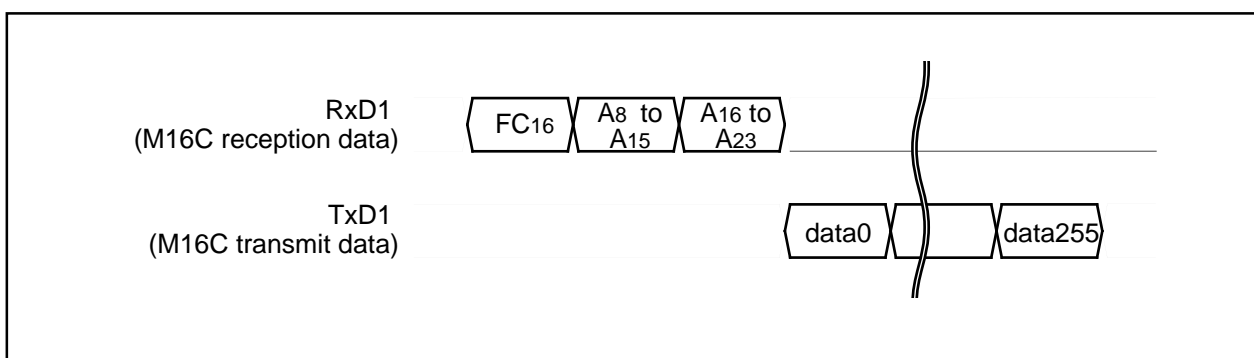 RxD1
(M16C reception data)
FC16
A8 to
A15
A16 to
A23
TxD1
(M16C transmit data)
data0
data255